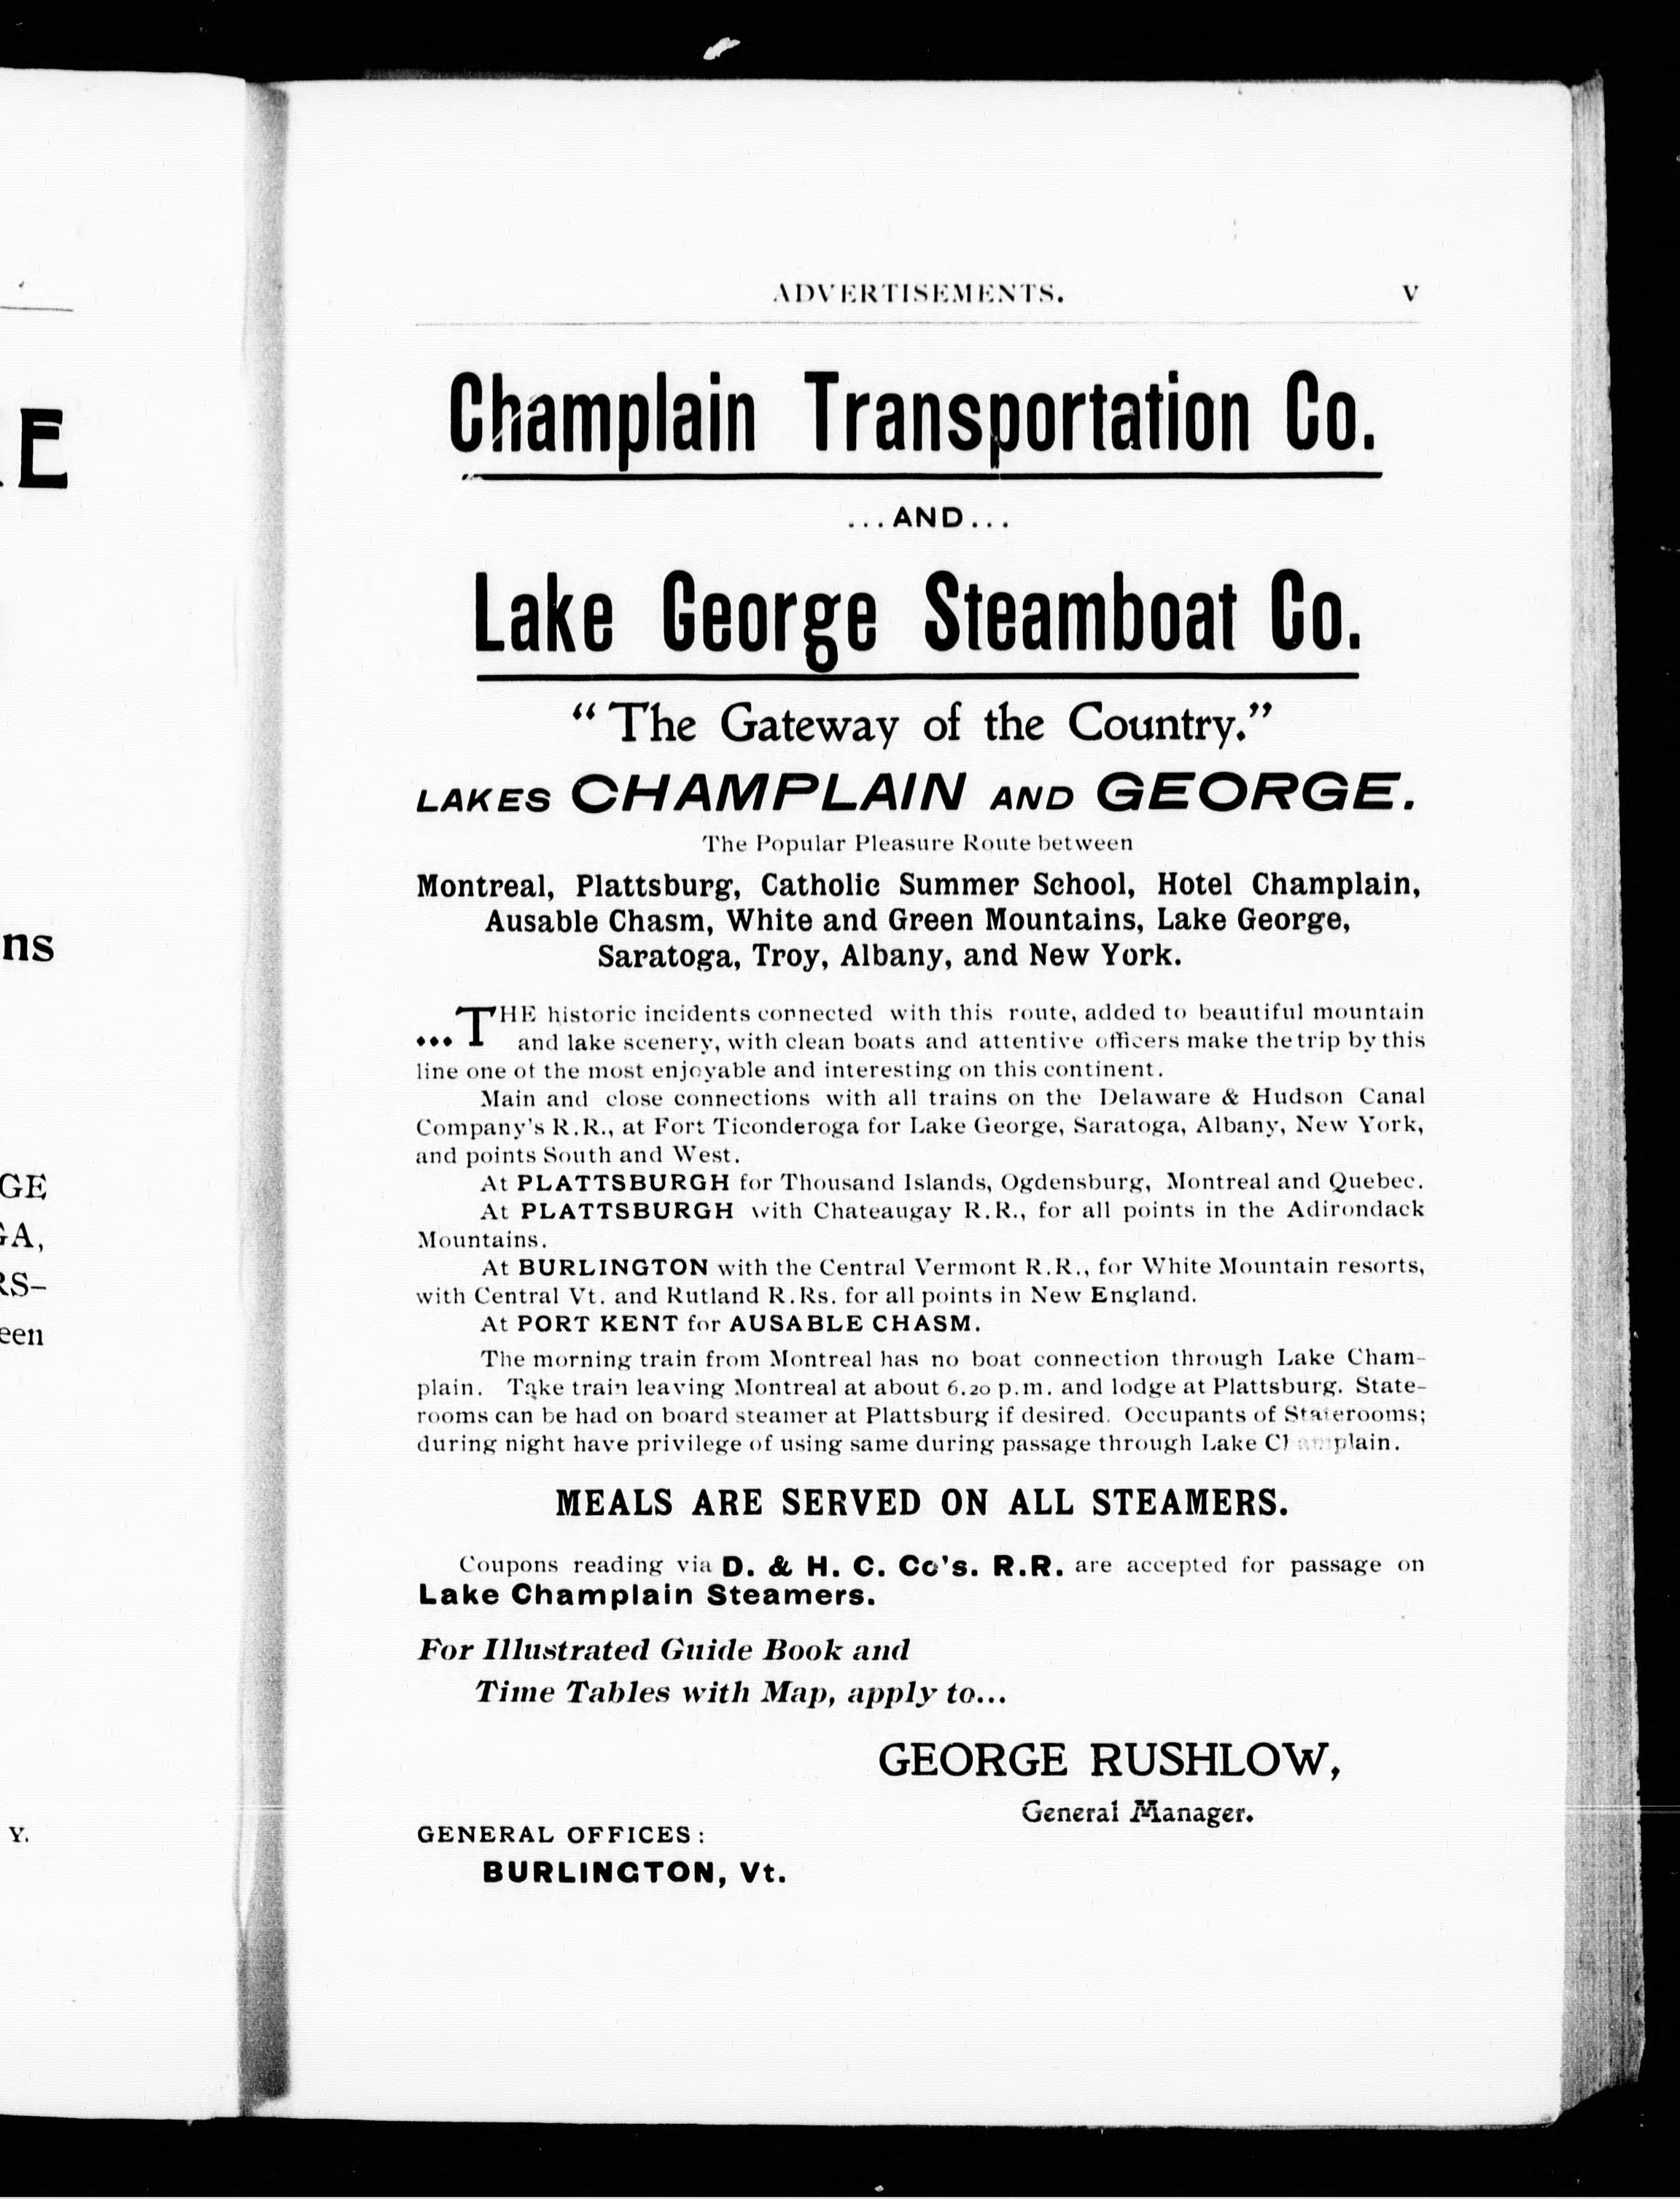 ADVERTISEMENTS. V
Champlain Transportation Co.
...AND...
Lake George Steamboat Co.
“The Gateway of the Country.”
LAKES CHAMPLAIN AND GEORGE.
The Popular Pleasure Route between
Montreal, Plattsburg, Catholic Summer School, Hotel Champlain,
Ausable Chasm, White and Green Mountains, Lake George,
Saratoga, Troy, Albany, and New York.
...THE historic incidents connected with this route, added to beautiful mountain
and lake scenery, with clean boats and attentive officers make the trip by this
line one of the most enjoyable and interesting on this continent.
Main and close connections with all trains on the Delaware & Hudson Canal
Company's R.R., at Fort Ticonderoga for Lake George, Saratoga, Albany, New York,
and points South and West.
At PLATTSBURGH for Thousand Islands, Ogdensburg, Montreal and Quebec.
At PLATTSBURGH with Chateaugay R.R., for all points in the Adirondack
Mountains.
At BURLINGTON with the Central Vermont R.R., for White Mountain resorts,
with Central Vt. and Rutland R.Rs. for all points in New England.
At PORT KENT for AUSABLE CHASM.
The morning train from Montreal has no boat connection through Lake Cham-
plain. Take train leaving Montreal at about 6.20 p.m. and lodge at Plattsburg. State-
rooms can be had on board steamer at Plattsburg if desired. Occupants of Staterooms;
during night have privilege of using same during passage through Lake Champlain.
MEALS ARE SERVED ON ALL STEAMERS.
Coupons reading via D. & H. C. Co's. R.R. are accepted for passage on
Lake Champlain Steamers.
For Illustrated Guide Book and
Time Tables with Map, apply to...
GEORGE RUSHLOW,
General Manager.
GENERAL OFFICES:
BURLINGTON, Vt.
E
ns
GE
GA,
RS–
een
Y.